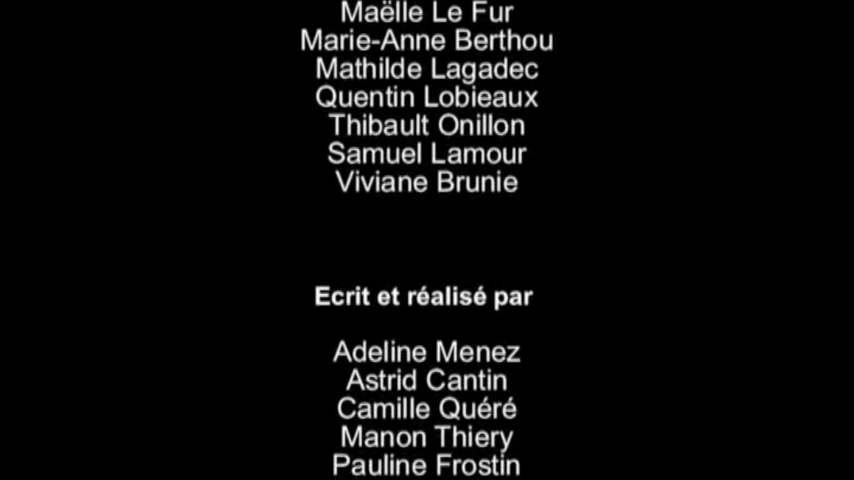 Maëlle Le Fur
Marie-Anne Berthou
Mathilde Lagadec
Quentin Lobieaux
Thibault Onillon
Samuel Lamour
Viviane Brunie
Ecrit et réalisé par
Adeline Menez
Astrid Cantin
Camille Quéré
Manon Thiery
Pauline Frostin